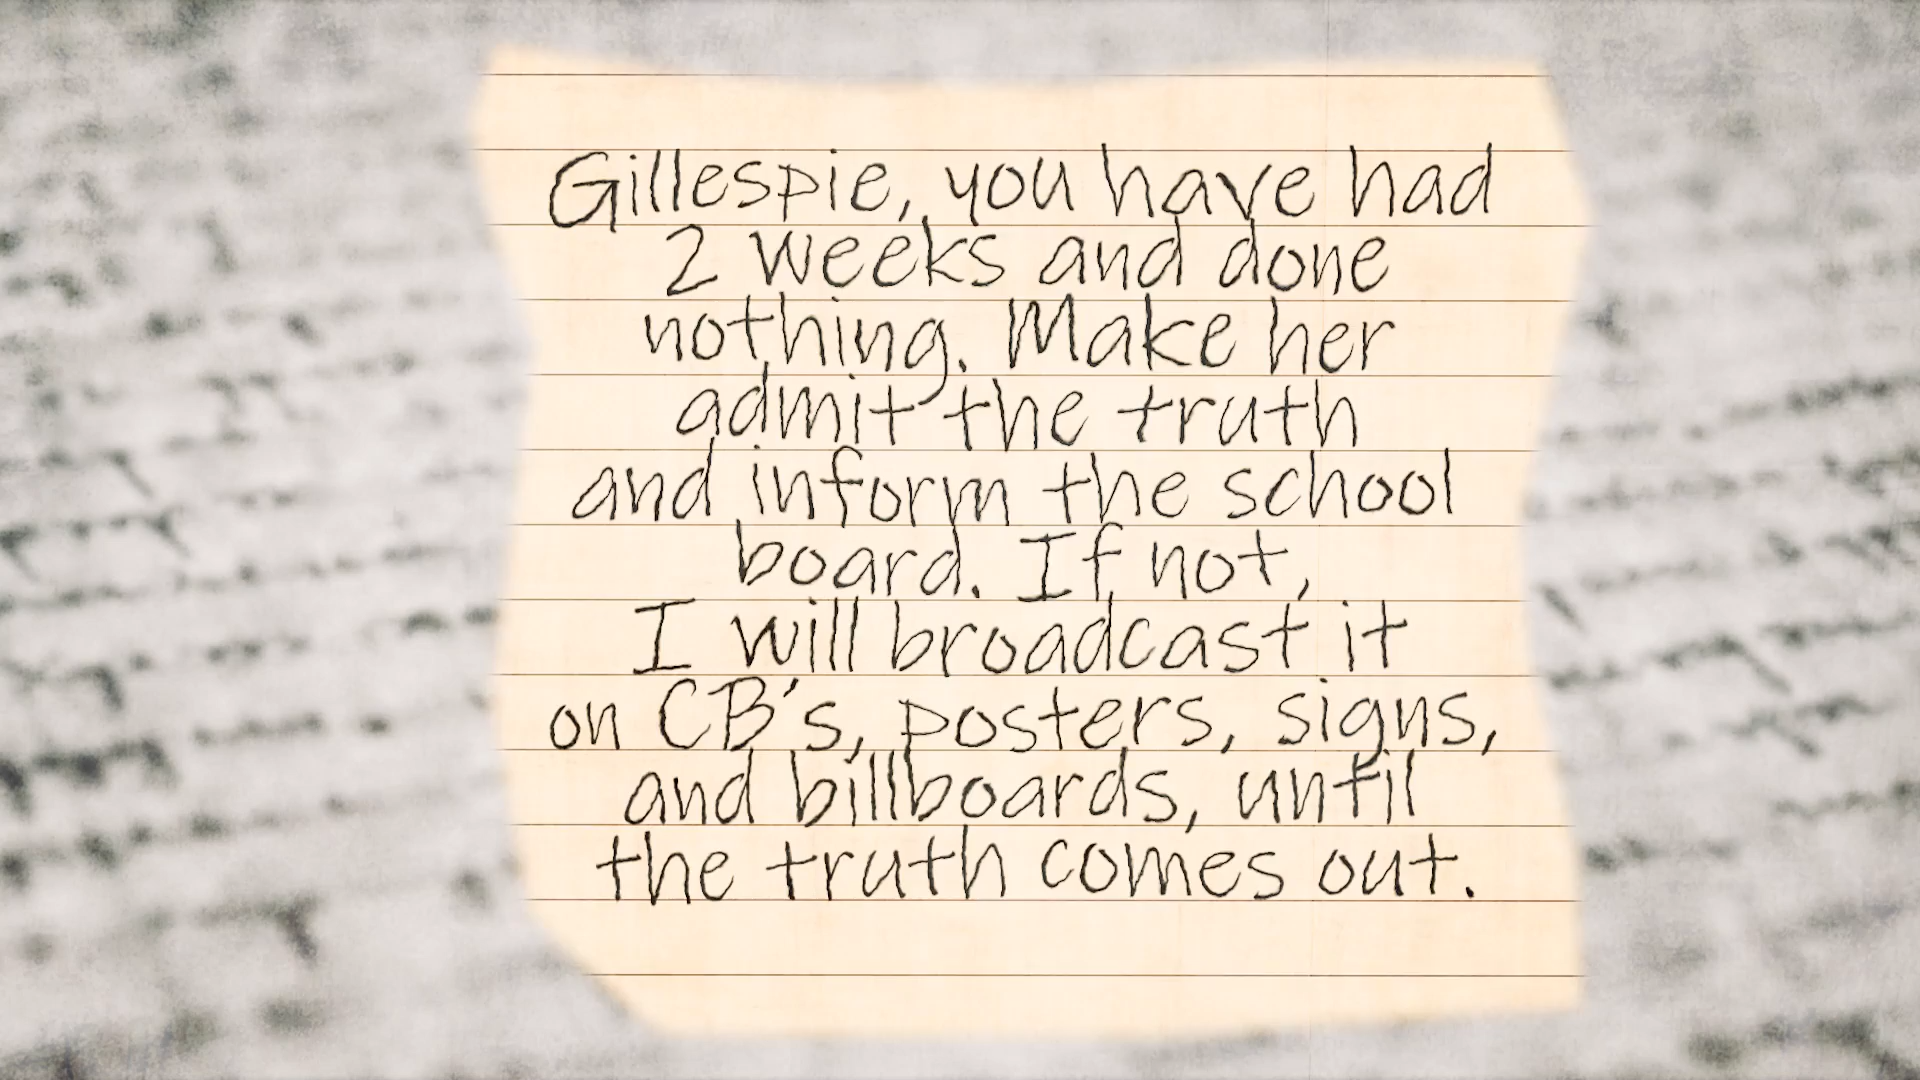 Gillespie, you have had
2 weeks and done
nothing. Make her
admit the truth
and inform the school
board. If not,
I will broadcast it
on CB's, posters, signs,
and billboards, until
the truth comes out.